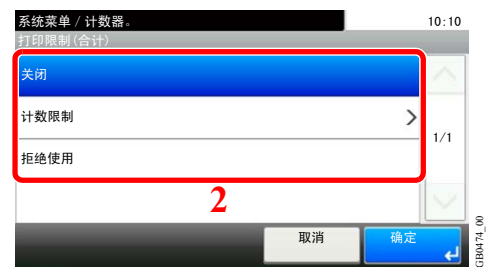 系统菜单 / 计数器。
10:10
打印限制(合计)
关闭
计数限制
1/1
拒绝使用
2
取消
确定
GB0474_00